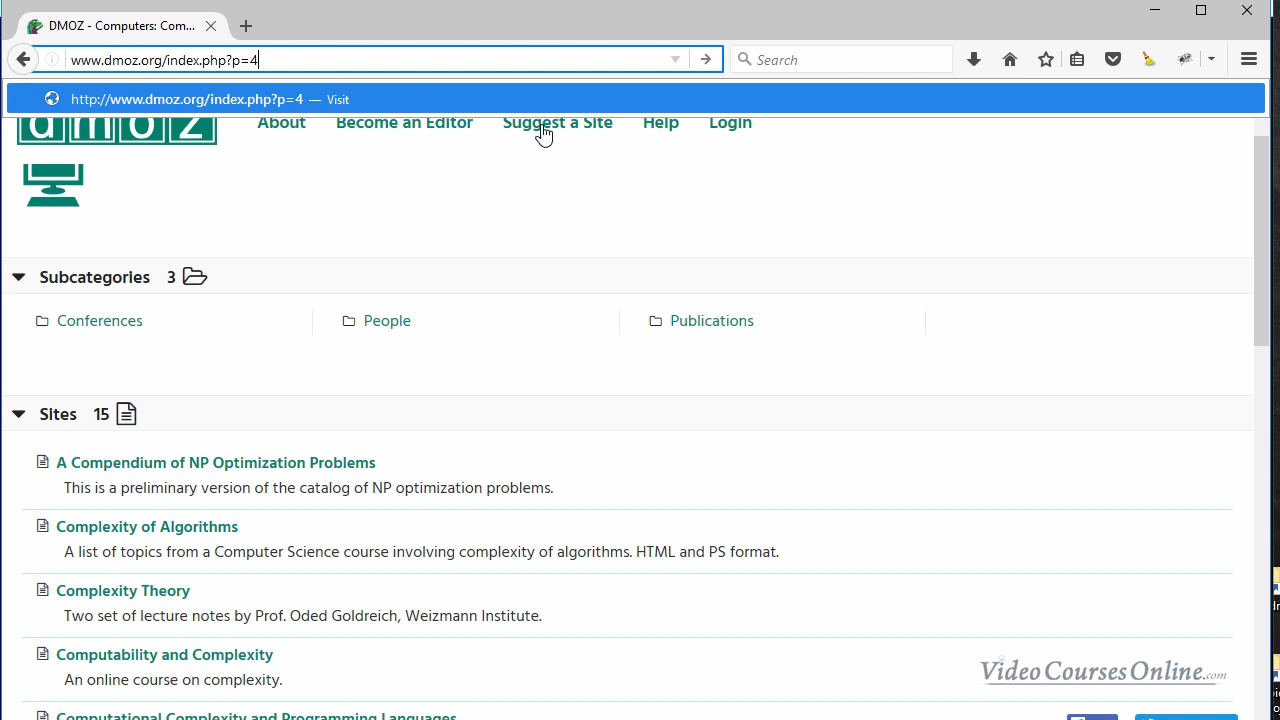 DMOZ - Computers: Com...
www.dmoz.org/index.php?p=4
Search
http://www.dmoz.org/index.php?p=4 — Visit
dmoz
About Become an Editor Suggest a Site Help Login
Subcategories 3
Conferences People Publications
Sites 15
A Compendium of NP Optimization Problems
This is a preliminary version of the catalog of NP optimization problems.
Complexity of Algorithms
A list of topics from a Computer Science course involving complexity of algorithms. HTML and PS format.
Complexity Theory
Two set of lecture notes by Prof. Oded Goldreich, Weizmann Institute.
Computability and Complexity
An online course on complexity.
VideoCoursesOnline.com
Computational Complexity and Programming Languages